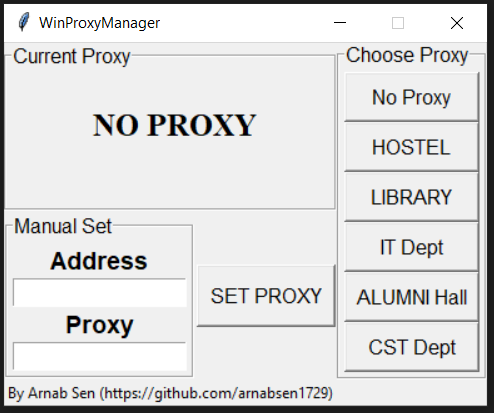 WinProxyManager
Current Proxy
NO PROXY
Choose Proxy
No Proxy
HOSTEL
LIBRARY
IT Dept
ALUMNI Hall
CST Dept
Manual Set
Address
Proxy
SET PROXY
By Arnab Sen (https://github.com/arnabsen1729)